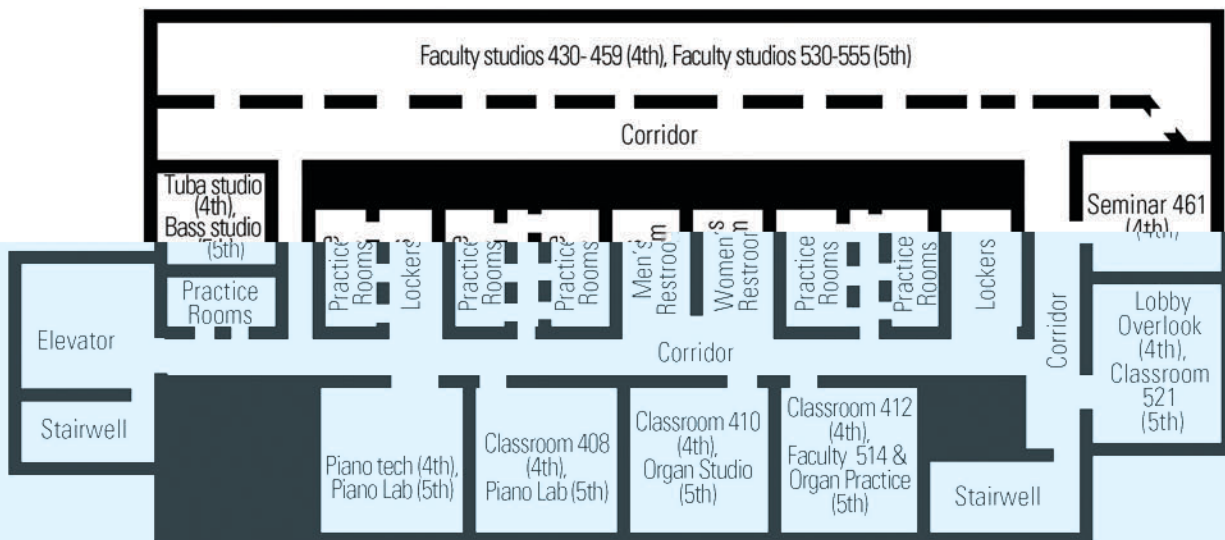 Faculty studios 430-459 (4th), Faculty studios 530-555 (5th)
Corridor
Tuba studio
(4th),
Bass studio
(5th)
Seminar 461
(4th)
Practice
Rooms
Elevator
Stairwell
Practice
Rooms
Lockers
Practice
Rooms
Practice
Rooms
Men's
Restroom
Women's
Restroom
Practice
Rooms
Practice
Rooms
Lockers
Corridor
Corridor
Lobby
Overlook
(4th),
Classroom
521
(5th)
Piano tech (4th),
Piano Lab (5th)
Classroom 408
(4th),
Piano Lab (5th)
Classroom 410
(4th),
Organ Studio
(5th)
Classroom 412
(4th),
Faculty 514 &
Organ Practice
(5th)
Stairwell